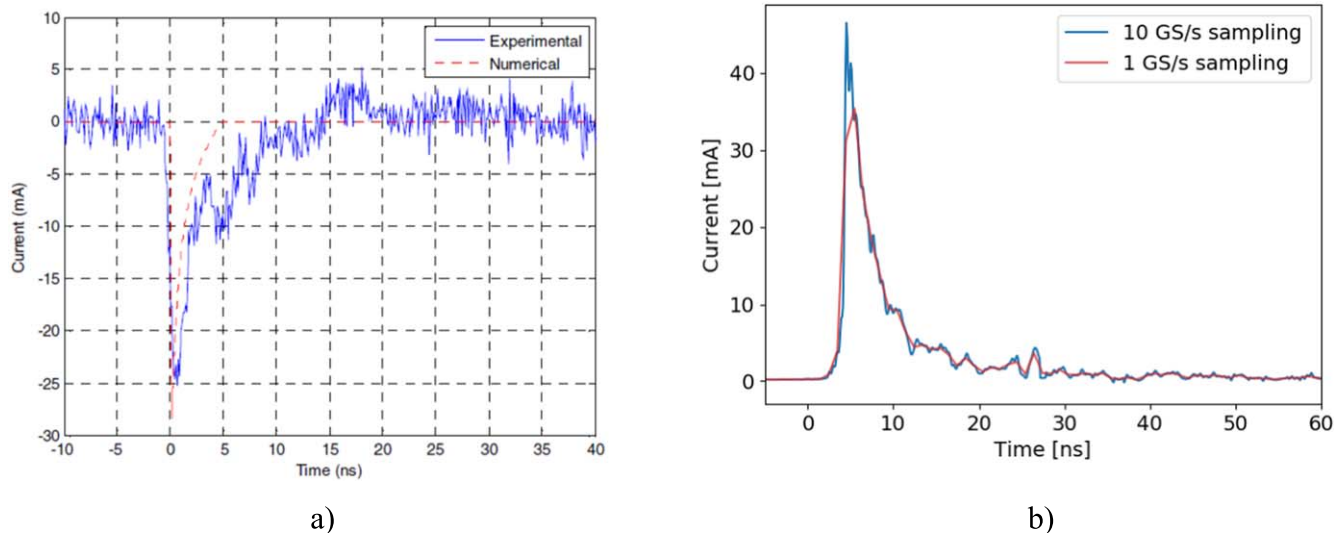 10
5
0
-5
-10
-15
-20
-25
-30
-10 -5 0 5 10 15 20 25 30 35 40
Current (mA)
Time (ns)
Experimental
Numerical
a)
40
30
20
10
0
0 10 20 30 40 50 60
Current [mA]
Time [ns]
10 GS/s sampling
1 GS/s sampling
b)